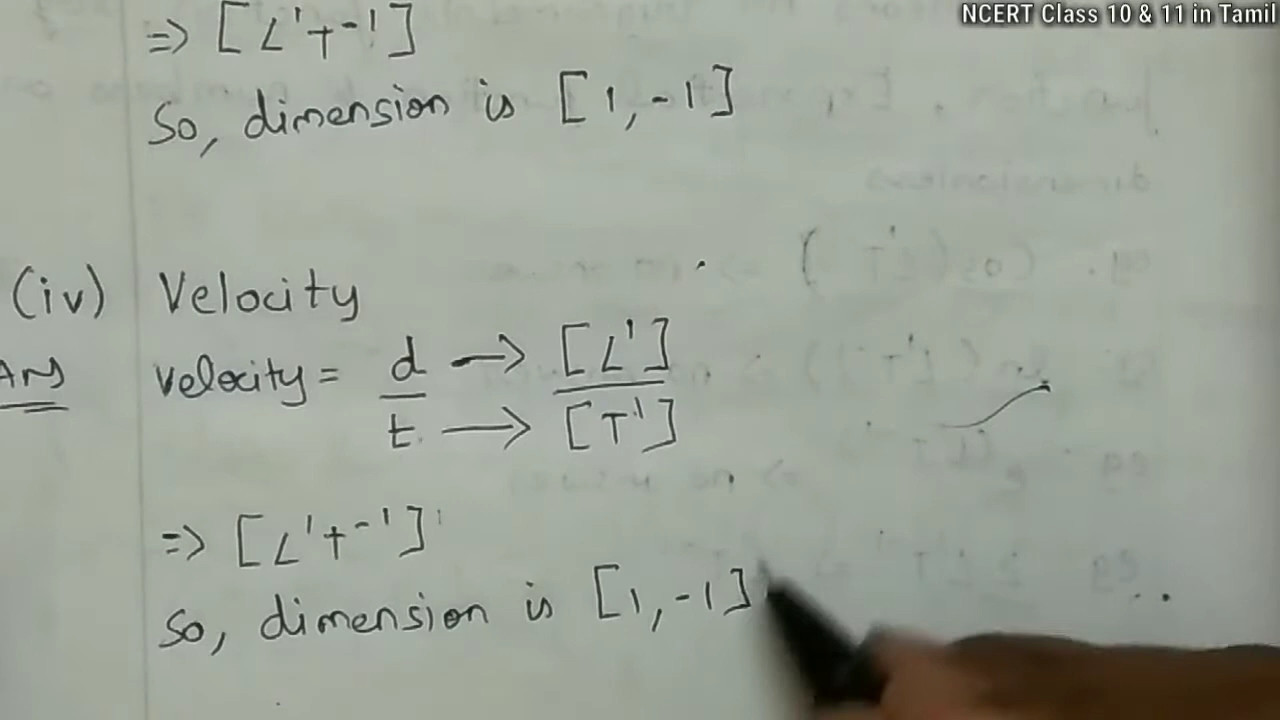 NCERT Class 10 & 11 in Tamil
=> [L¹T⁻¹]
So, dimension is [1,-1]
(iv) Velocity
Ans velocity = d/t → [L¹]/[T¹]
=> [L¹T⁻¹]
So, dimension is [1,-1]